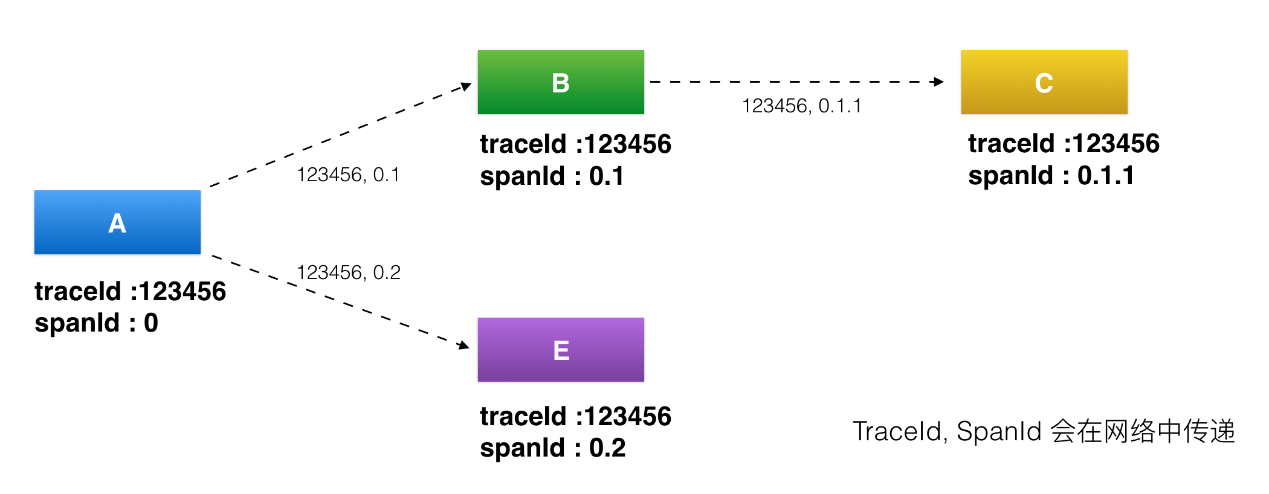 B
123456, 0.1.1
C
traceId :123456
spanId : 0.1
traceId :123456
spanId : 0.1.1
123456, 0.1
A
traceId :123456
spanId : 0
123456, 0.2
E
traceId :123456
spanId : 0.2
TraceId, SpanId 会在网络中传递